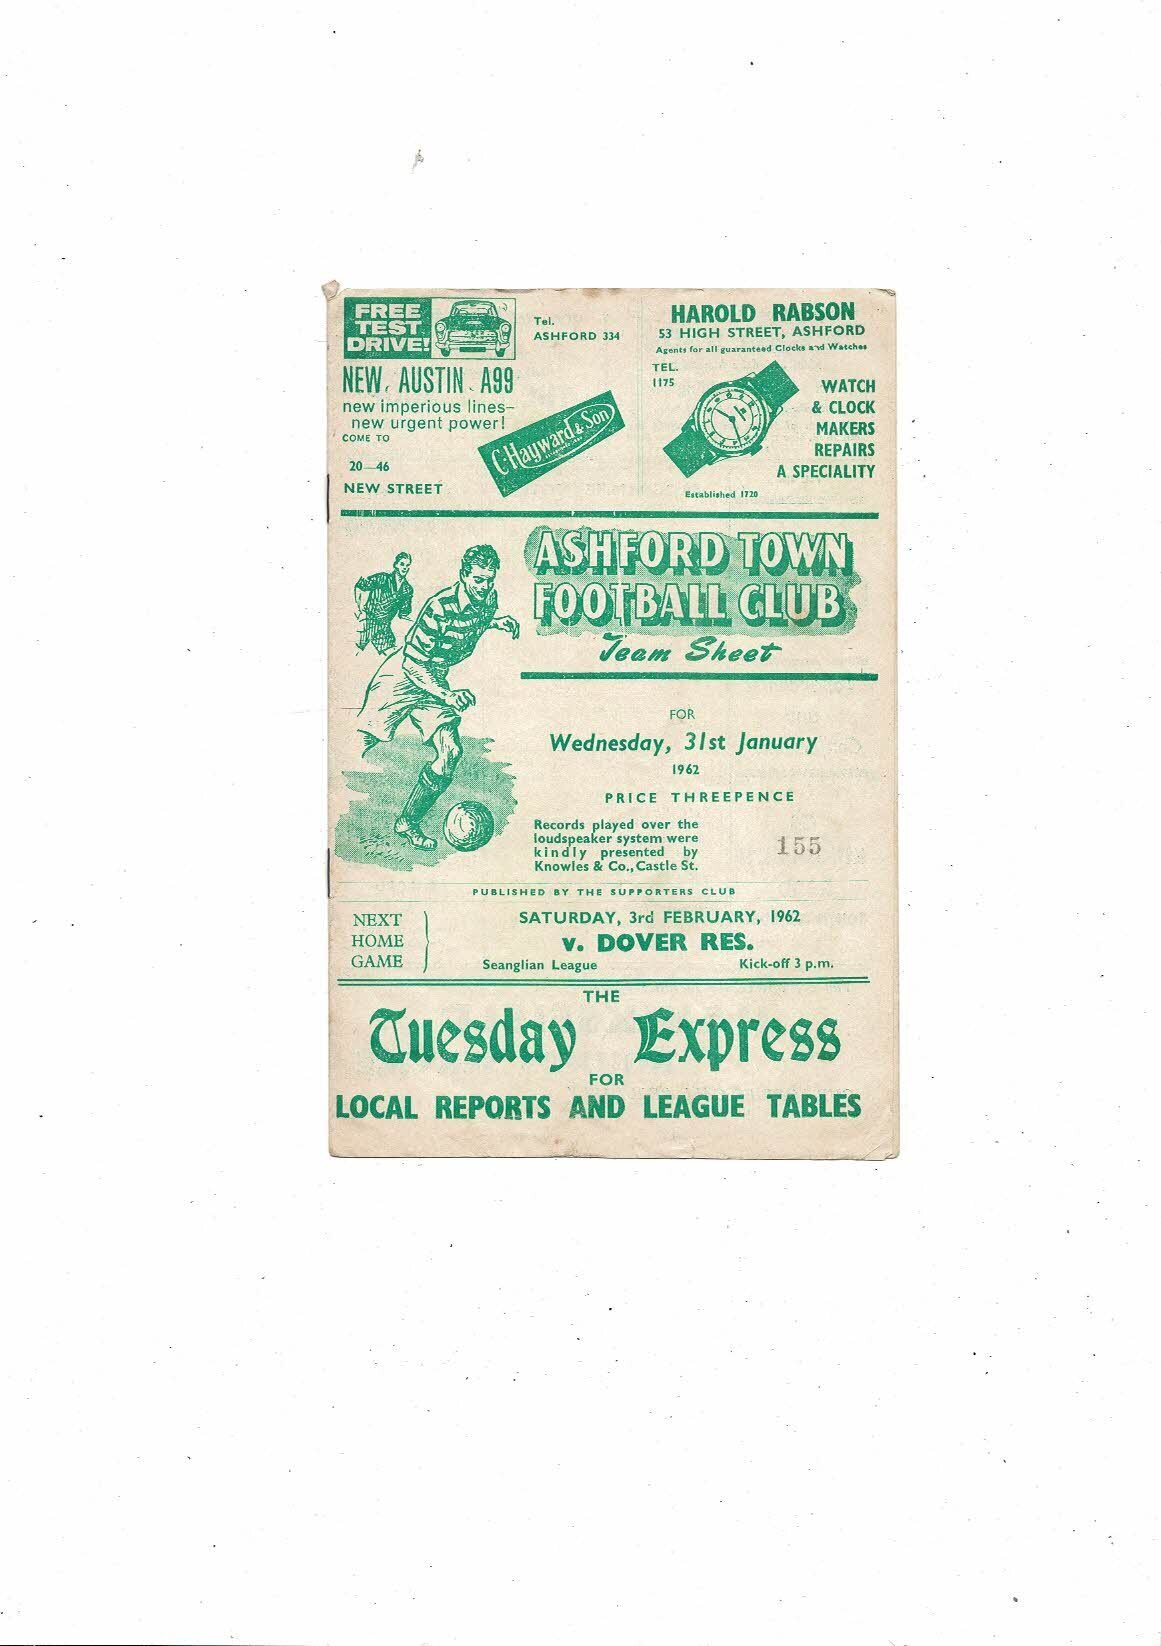 FREE
TEST
DRIVE!
Tel.
ASHFORD 334
NEW AUSTIN A99
new imperious lines—
new urgent power!
COME TO
20—46
NEW STREET
C. Hayward & Son
HAROLD RABSON
53 HIGH STREET, ASHFORD
Agents for all guaranteed Clocks and Watches
TEL.
1175
WATCH
& CLOCK
MAKERS
REPAIRS
A SPECIALITY
Established 1720
ASHFORD TOWN
FOOTBALL CLUB
Team Sheet
FOR
Wednesday, 31st January
1962
PRICE THREEPENCE
Records played over the
loudspeaker system were
kindly presented by
Knowles & Co., Castle St.
155
PUBLISHED BY THE SUPPORTERS CLUB
NEXT
HOME
GAME
SATURDAY, 3rd FEBRUARY, 1962
v. DOVER RES.
Seanglian League Kick-off 3 p.m.
THE
Tuesday Express
FOR
LOCAL REPORTS AND LEAGUE TABLES